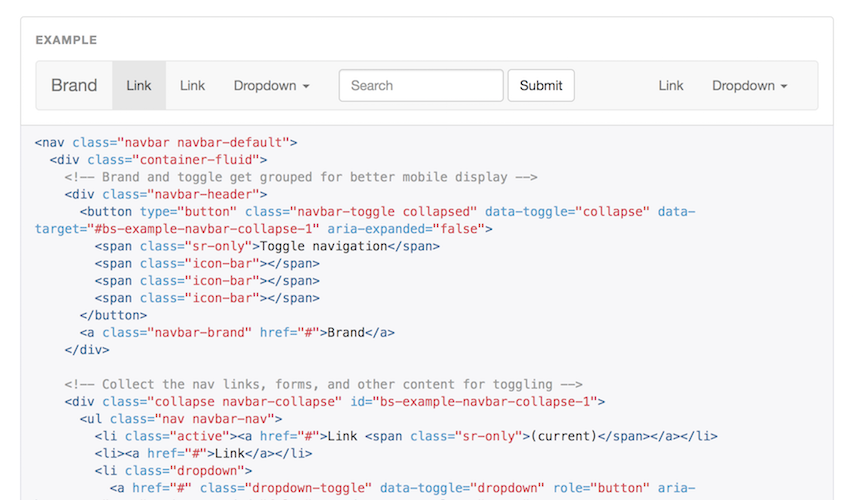 EXAMPLE
Brand Link Link Dropdown Search Submit Link Dropdown
<nav class="navbar navbar-default">
  <div class="container-fluid">
    <!-- Brand and toggle get grouped for better mobile display -->
    <div class="navbar-header">
      <button type="button" class="navbar-toggle collapsed" data-toggle="collapse" data-
target="#bs-example-navbar-collapse-1" aria-expanded="false">
        <span class="sr-only">Toggle navigation</span>
        <span class="icon-bar"></span>
        <span class="icon-bar"></span>
        <span class="icon-bar"></span>
      </button>
      <a class="navbar-brand" href="#">Brand</a>
    </div>
    <!-- Collect the nav links, forms, and other content for toggling -->
    <div class="collapse navbar-collapse" id="bs-example-navbar-collapse-1">
      <ul class="nav navbar-nav">
        <li class="active"><a href="#">Link <span class="sr-only">(current)</span></a></li>
        <li><a href="#">Link</a></li>
        <li class="dropdown">
          <a href="#" class="dropdown-toggle" data-toggle="dropdown" role="button" aria-